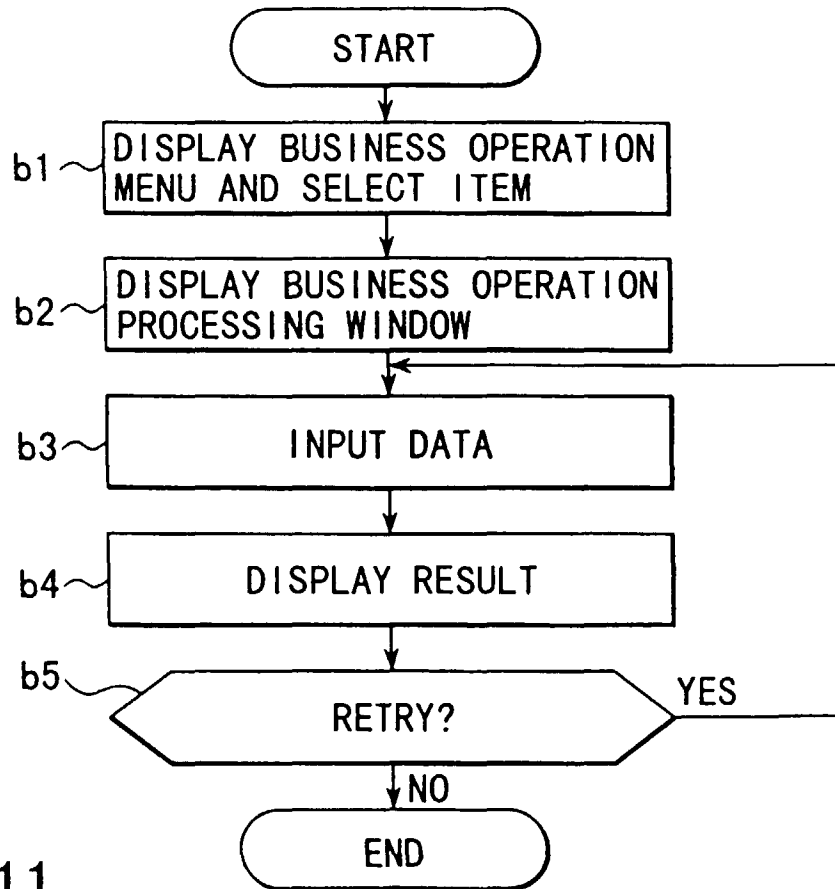 START
b1
DISPLAY BUSINESS OPERATION
MENU AND SELECT ITEM
b2
DISPLAY BUSINESS OPERATION
PROCESSING WINDOW
b3
INPUT DATA
b4
DISPLAY RESULT
b5
RETRY?
YES
NO
END
11